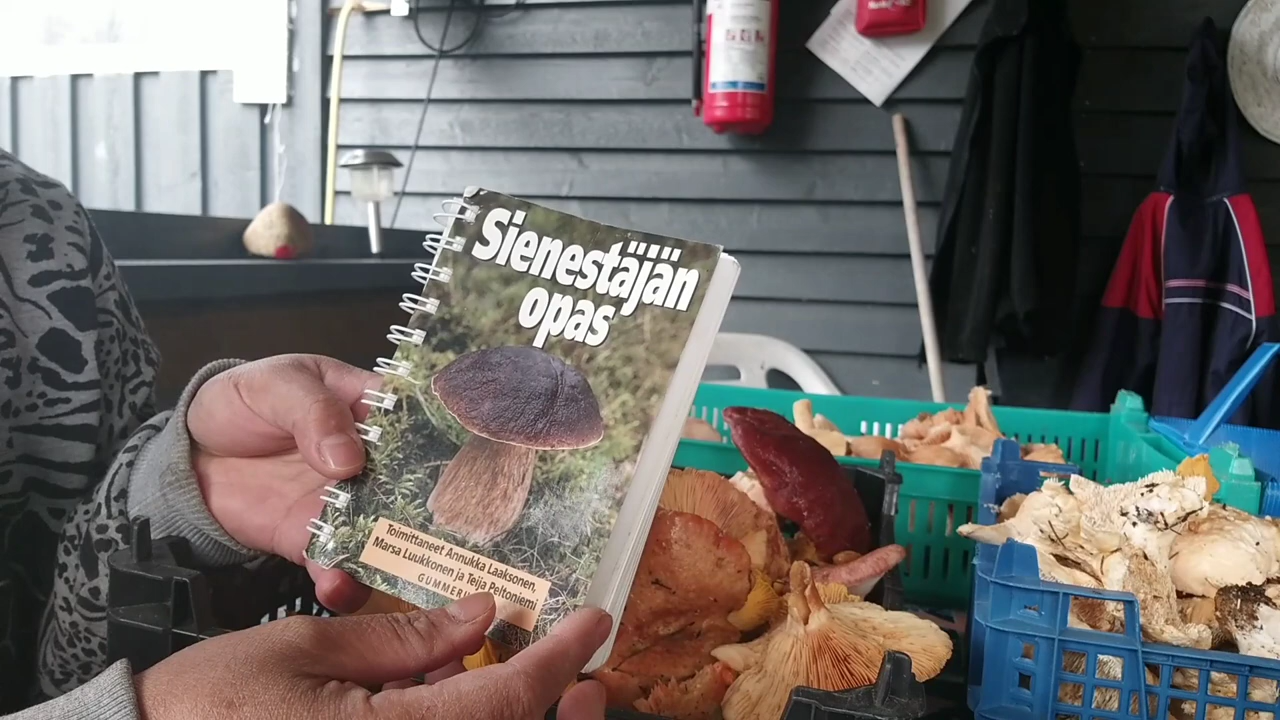 Sienestäjän
opas
Toimittaneet Annukka Laaksonen,
Marsa Luukkonen ja Teija Peltoniemi